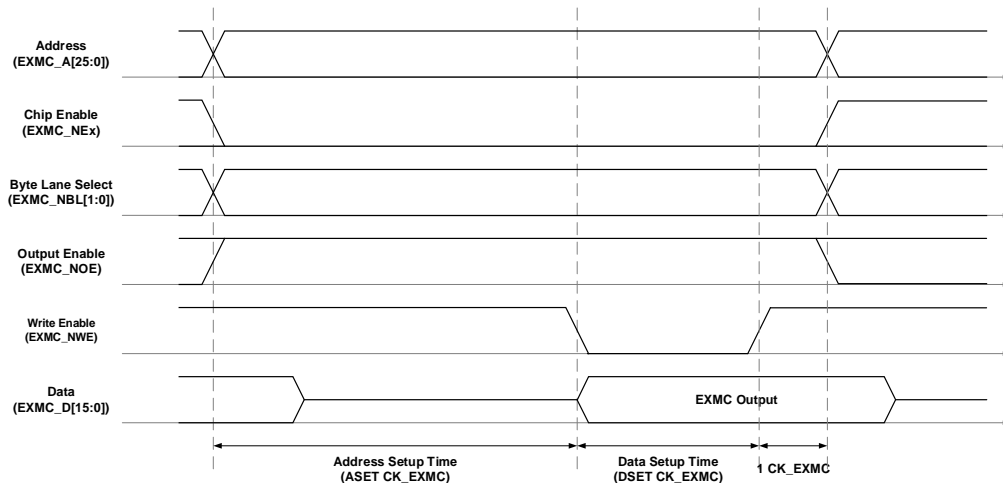 Address
(EXMC_A[25:0])
Chip Enable
(EXMC_NEx)
Byte Lane Select
(EXMC_NBL[1:0])
Output Enable
(EXMC_NOE)
Write Enable
(EXMC_NWE)
Data
(EXMC_D[15:0])
EXMC Output
Address Setup Time
(ASET CK_EXMC)
Data Setup Time
(DSET CK_EXMC)
1 CK_EXMC